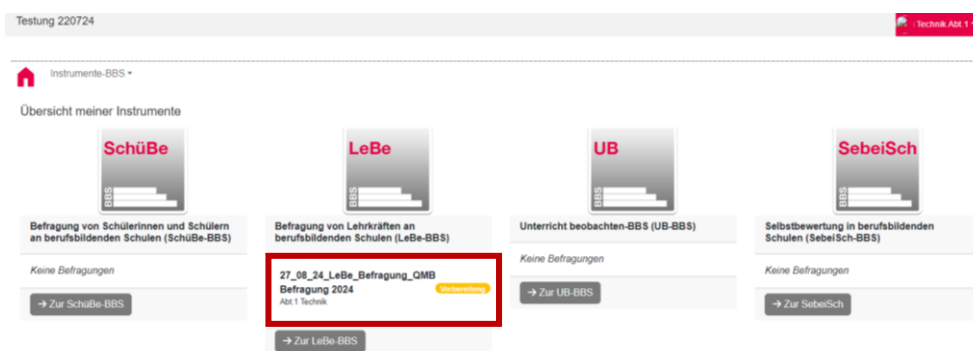 Testung 220724
Technik Abt.1
Instrumente-BBS
Übersicht meiner Instrumente
SchüBe
BBS
LeBe
BBS
UB
BBS
SebeiSch
BBS
Befragung von Schülerinnen und Schülern
an berufsbildenden Schulen (SchüBe-BBS)
Keine Befragungen
→ Zur SchüBe-BBS
Befragung von Lehrkräften an
berufsbildenden Schulen (LeBe-BBS)
27_08_24_LeBe_Befragung_QMB
Befragung 2024
Vorbereitung
Abt.1 Technik
→ Zur LeBe-BBS
Unterricht beobachten-BBS (UB-BBS)
Keine Befragungen
→ Zur UB-BBS
Selbstbewertung in berufsbildenden
Schulen (SebeiSch-BBS)
Keine Befragungen
→ Zur SebeiSch